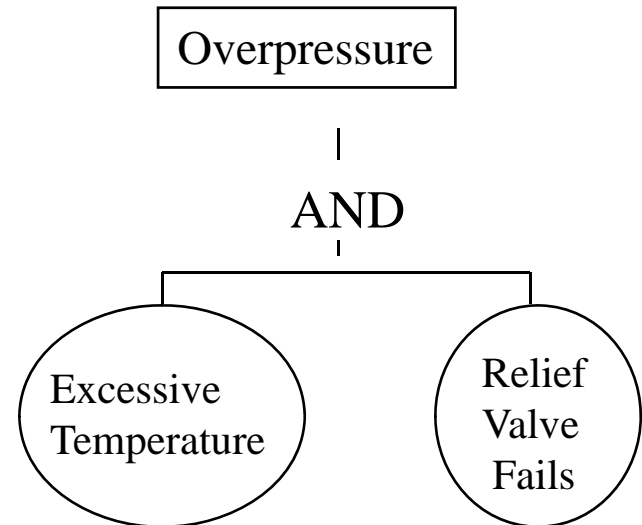 Overpressure
AND
Excessive
Temperature
Relief
Valve
Fails